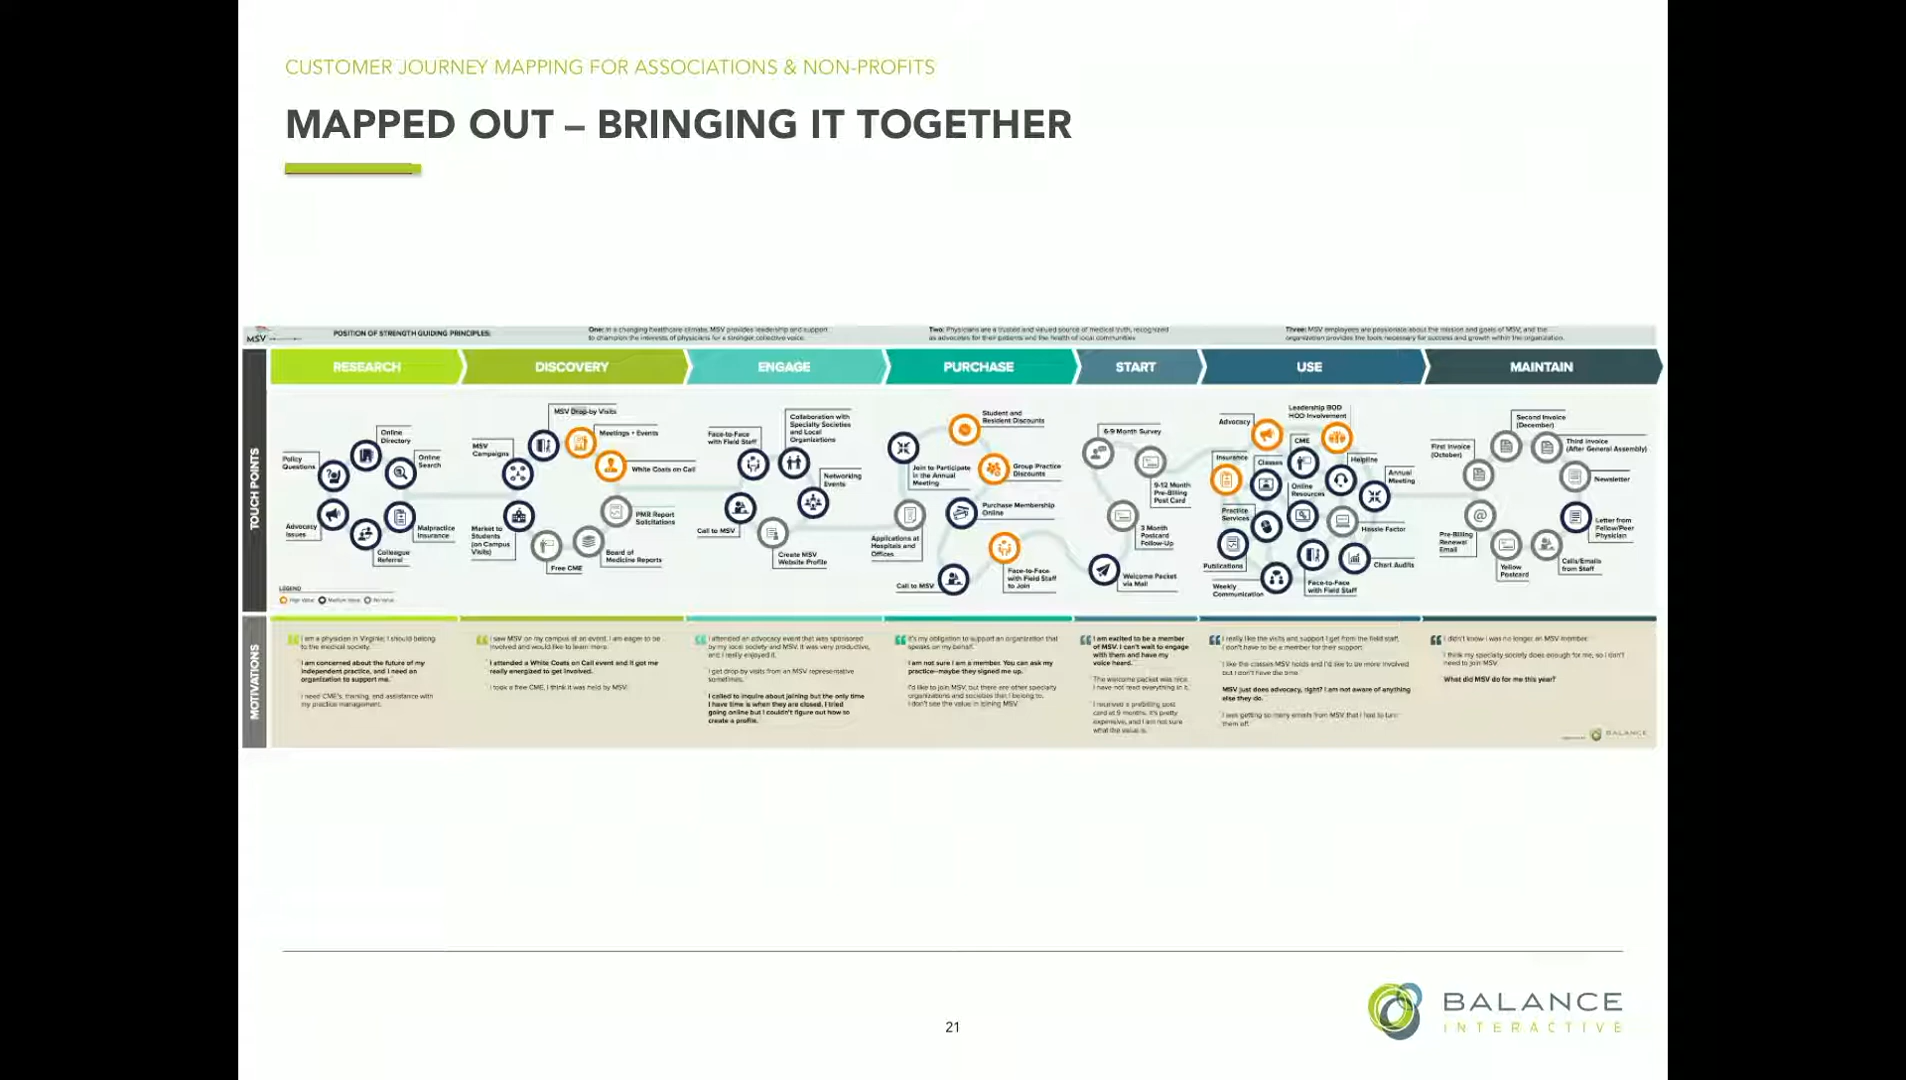 CUSTOMER JOURNEY MAPPING FOR ASSOCIATIONS & NON-PROFITS
MAPPED OUT – BRINGING IT TOGETHER
MSV
POSITION OF STRENGTH GUIDING PRINCIPLES:
One: In a changing healthcare climate, MSV provides leadership and support
to champion the interests of physicians for a stronger collective voice.
Two: Physicians are a trusted and valued source of medical truth, recognized
as advocates for their patients and the health of local communities
Three: MSV employees are passionate about the mission and goals of MSV, and the
organization provides the tools necessary for success and growth within the organization.
RESEARCH
DISCOVERY
ENGAGE
PURCHASE
START
USE
MAINTAIN
TOUCH POINTS
Policy
Questions
Online
Directory
Online
Search
Advocacy
Issues
Colleague
Referral
Malpractice
Insurance
LEGEND
High Value
Medium Value
No Value
MSV
Campaigns
MSV Drop-by Visits
Meetings + Events
White Coats on Call
Market to
Students
(on Campus
Visits)
Free CME
Board of
Medicine Reports
PMR Report
Solicitations
Face-to-Face
with Field Staff
Collaboration with
Specialty Societies
and Local
Organizations
Networking
Events
Call to MSV
Create MSV
Website Profile
Join to Participate
in the Annual
Meeting
Student and
Resident Discounts
Group Practice
Discounts
Purchase Membership
Online
Applications at
Hospitals and
Offices
Call to MSV
Face-to-Face
with Field Staff
to Join
6-9 Month Survey
9-12 Month
Pre-Billing
Post Card
3 Month
Postcard
Follow-Up
Welcome Packet
via Mail
Advocacy
Leadership BOD
HOD Involvement
CME
Insurance
Classes
Helpline
Annual
Meeting
Online
Resources
Practice
Services
Hassle Factor
Publications
Chart Audits
Weekly
Communication
Face-to-Face
with Field Staff
First Invoice
(October)
Second Invoice
(December)
Third Invoice
(After General Assembly)
Newsletter
Letter from
Fellow/Peer
Physician
Calls/Emails
from Staff
Yellow
Postcard
Pre-Billing
Renewal
Email
MOTIVATIONS
I am a physician in Virginia; I should belong
to the medical society.
I am concerned about the future of my
independent practice, and I need an
organization to support me.
I need CME's, training, and assistance with
my practice management.
I saw MSV on my campus at an event. I am eager to be
involved and would like to learn more.
I attended a White Coats on Call event and it got me
really energized to get involved.
I took a free CME, I think it was held by MSV.
I attended an advocacy event that was sponsored
by my local society and MSV. It was very productive,
and I really enjoyed it.
I get drop by visits from an MSV representative
sometimes.
I called to inquire about joining but the only time
I have time is when they are closed. I tried
going online but I couldn't figure out how to
create a profile.
It's my obligation to support an organization that
speaks on my behalf.
I am not sure I am a member. You can ask my
practice–maybe they signed me up.
I'd like to join MSV, but there are other specialty
organizations and societies that I belong to.
I don't see the value in joining MSV.
I am excited to be a member
of MSV. I can't wait to engage
with them and have my
voice heard.
The welcome packet was nice.
I have not read everything in it.
I received a prebilling post
card at 9 months. It's pretty
expensive, and I am not sure
what the value is.
I really like the visits and support I get from the field staff,
I don't have to be a member for their support.
I like the classes MSV holds and I'd like to be more involved
but I don't have the time.
MSV just does advocacy, right? I am not aware of anything
else they do.
I was getting so many emails from MSV that I had to turn
them off.
I didn't know I was no longer an MSV member.
I think my specialty society does enough for me, so I don't
need to join MSV.
What did MSV do for me this year?
BALANCE
21
BALANCE
INTERACTIVE